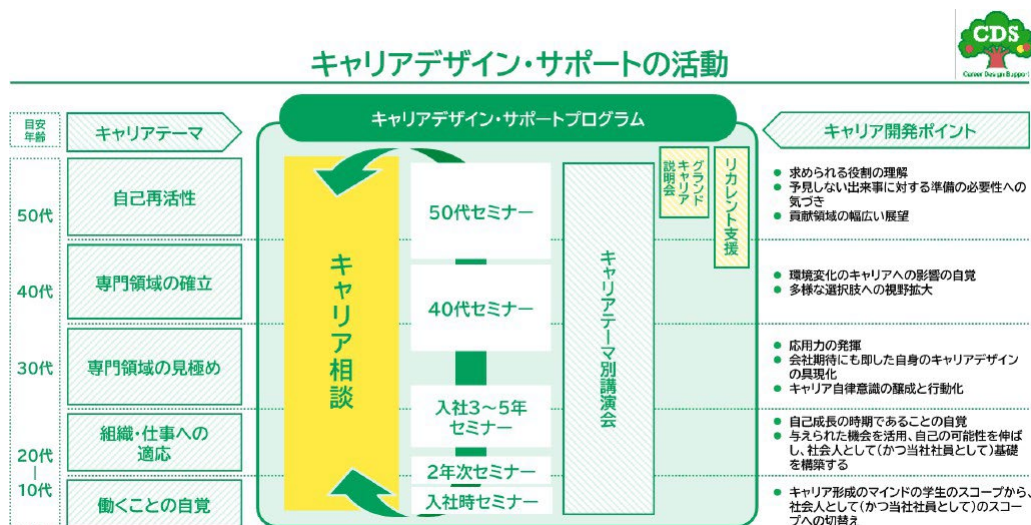 CDS
Career Design Support
キャリアデザイン・サポートの活動
目安
年齢
キャリアテーマ
キャリアデザイン・サポートプログラム
キャリア開発ポイント
50代
自己再活性
キャリア相談
50代セミナー
キャリアテーマ別講演会
グランド
キャリア
説明会
リカレント支援
● 求められる役割の理解
● 予見しない出来事に対する準備の必要性への
気づき
● 貢献領域の幅広い展望
40代
専門領域の確立
40代セミナー
● 環境変化のキャリアへの影響の自覚
● 多様な選択肢への視野拡大
30代
専門領域の見極め
● 応用力の発揮
● 会社期待にも即した自身のキャリアデザイン
の具現化
● キャリア自律意識の醸成と行動化
20代
|
10代
組織・仕事への
適応
入社3~5年
セミナー
2年次セミナー
● 自己成長の時期であることの自覚
● 与えられた機会を活用、自己の可能性を伸ば
し、社会人として(かつ当社社員として)基礎
を構築する
働くことの自覚
入社時セミナー
● キャリア形成のマインドの学生のスコープから、
社会人として(かつ当社社員として)のスコー
プへの切替え